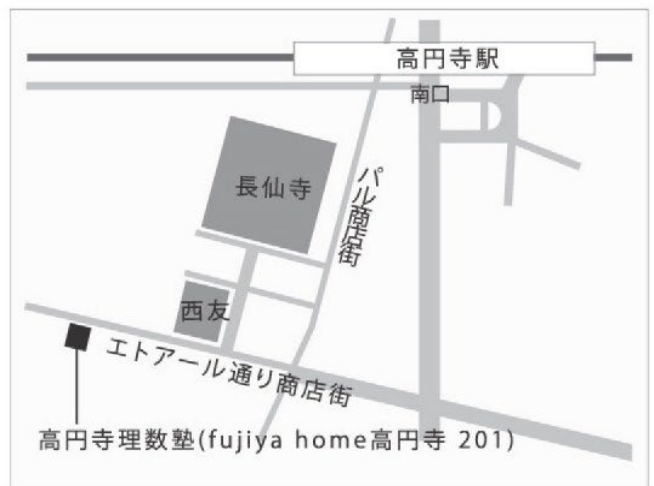 高円寺駅
南口
長仙寺
パル商店街
西友
エトアール通り商店街
高円寺理数塾(fujiya home高円寺 201)